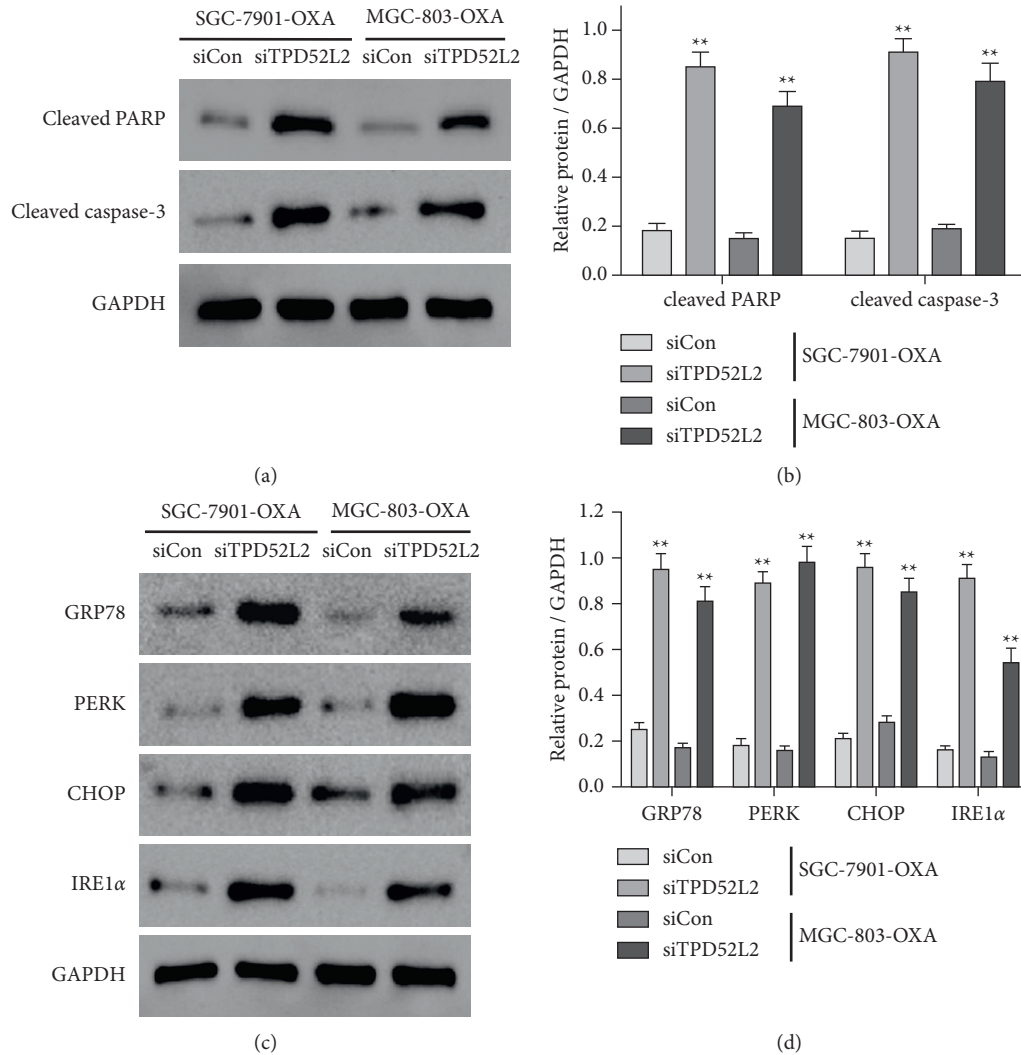 SGC-7901-OXA MGC-803-OXA
siCon siTPD52L2 siCon siTPD52L2
Cleaved PARP
Cleaved caspase-3
GAPDH
(a)
Relative protein / GAPDH
1.0
0.8
0.6
0.4
0.2
0.0
** ** ** **
cleaved PARP cleaved caspase-3
siCon
siTPD52L2
SGC-7901-OXA
siCon
siTPD52L2
MGC-803-OXA
(b)
SGC-7901-OXA MGC-803-OXA
siCon siTPD52L2 siCon siTPD52L2
GRP78
PERK
CHOP
IRE1α
GAPDH
(c)
Relative protein / GAPDH
1.2
1.0
0.8
0.6
0.4
0.2
0.0
** ** ** ** ** ** ** **
GRP78 PERK CHOP IRE1α
siCon
siTPD52L2
SGC-7901-OXA
siCon
siTPD52L2
MGC-803-OXA
(d)